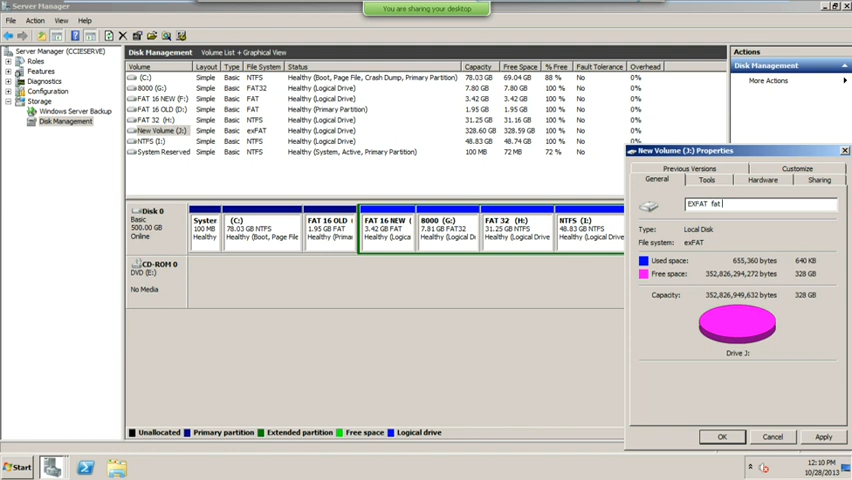 Server Manager
You are sharing your desktop
File Action View Help
Server Manager (CCIESERVE)
Roles
Features
Diagnostics
Configuration
Storage
Windows Server Backup
Disk Management
Disk Management Volume List + Graphical View
Volume Layout Type File System Status Capacity Free Space % Free Fault Tolerance Overhead
(C:) Simple Basic NTFS Healthy (Boot, Page File, Crash Dump, Primary Partition) 78.03 GB 69.04 GB 88 % No 0%
8000 (G:) Simple Basic FAT32 Healthy (Logical Drive) 7.80 GB 7.80 GB 100 % No 0%
FAT 16 NEW (F:) Simple Basic FAT Healthy (Logical Drive) 3.42 GB 3.42 GB 100 % No 0%
FAT 16 OLD (D:) Simple Basic FAT Healthy (Primary Partition) 1.95 GB 1.95 GB 100 % No 0%
FAT 32 (H:) Simple Basic NTFS Healthy (Logical Drive) 31.25 GB 31.16 GB 100 % No 0%
New Volume (J:) Simple Basic exFAT Healthy (Logical Drive) 328.60 GB 328.59 GB 100 % No 0%
NTFS (I:) Simple Basic NTFS Healthy (Logical Drive) 48.83 GB 48.74 GB 100 % No 0%
System Reserved Simple Basic NTFS Healthy (System, Active, Primary Partition) 100 MB 72 MB 72 % No 0%
Actions
Disk Management
More Actions
Disk 0
Basic
500.00 GB
Online
Syster
100 MB
Healthy
(C:)
78.03 GB NTFS
Healthy (Boot, Page File
FAT 16 OLD (
1.95 GB FAT
Healthy (Primar
FAT 16 NEW (
3.42 GB FAT
Healthy (Logica
8000 (G:)
7.81 GB FAT32
Healthy (Logical Dr
FAT 32 (H:)
31.25 GB NTFS
Healthy (Logical Driv
NTFS (I:)
48.83 GB NTFS
Healthy (Logical Driv
CD-ROM 0
DVD (E:)
No Media
Unallocated Primary partition Extended partition Free space Logical drive
New Volume (J:) Properties
Previous Versions Customize
General Tools Hardware Sharing
EXFAT fat
Type: Local Disk
File system: exFAT
Used space: 655,360 bytes 640 KB
Free space: 352,826,294,272 bytes 328 GB
Capacity: 352,826,949,632 bytes 328 GB
Drive J:
OK Cancel Apply
Start
12:10 PM
10/28/2013